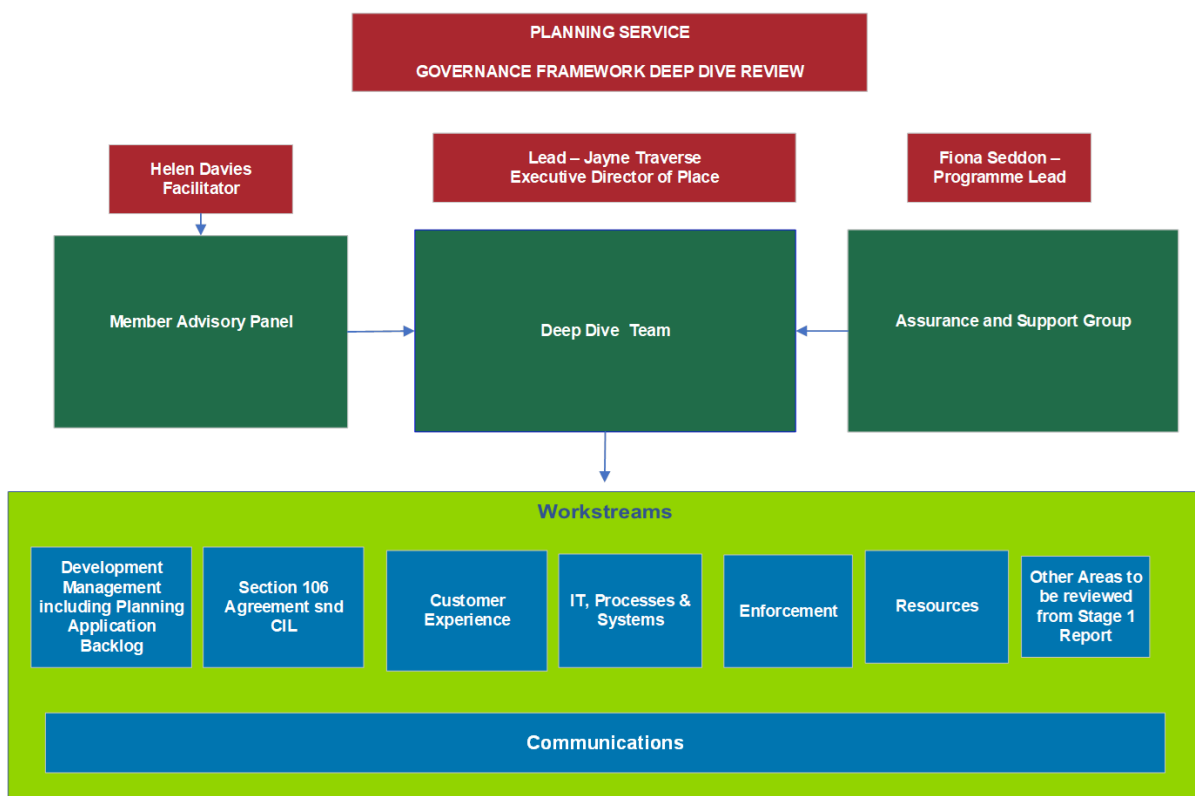 PLANNING SERVICE
GOVERNANCE FRAMEWORK DEEP DIVE REVIEW
Helen Davies
Facilitator
Lead – Jayne Traverse
Executive Director of Place
Fiona Seddon –
Programme Lead
Member Advisory Panel
Deep Dive Team
Assurance and Support Group
Workstreams
Development
Management
including Planning
Application
Backlog
Section 106
Agreement snd
CIL
Customer
Experience
IT, Processes &
Systems
Enforcement
Resources
Other Areas to
be reviewed
from Stage 1
Report
Communications